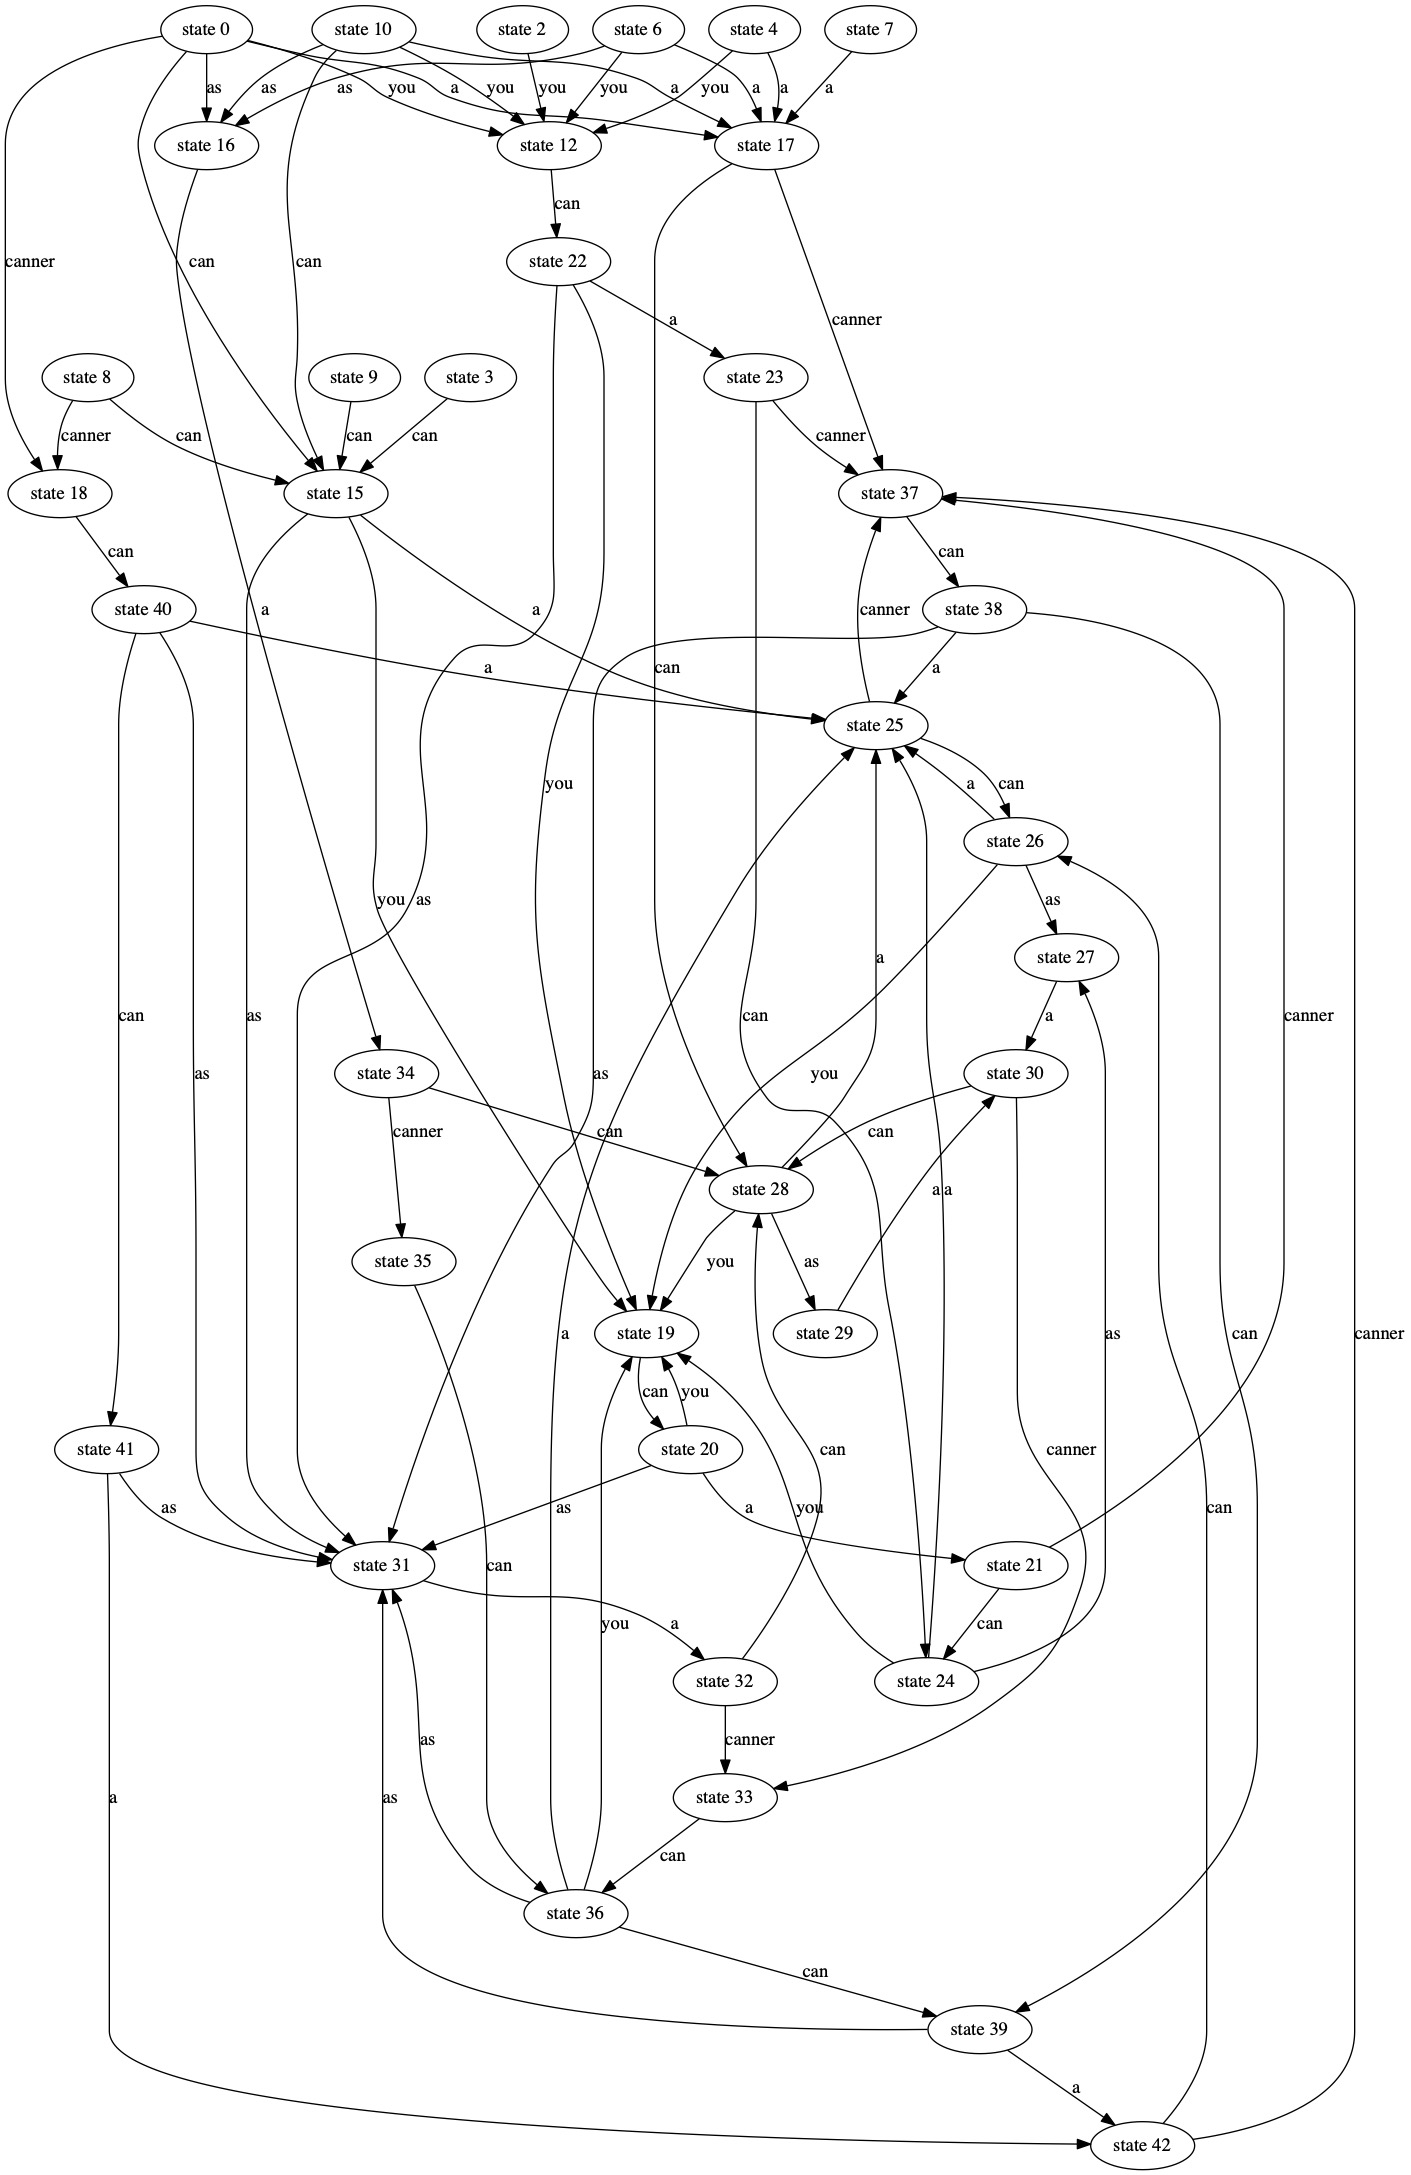 state 0 state 10 state 2 state 6 state 4 state 7
as as as you you you you a a a a
you
state 16 state 12 state 17
can
canner can can state 22
a canner
state 8 state 9 state 3 state 23
canner can can can canner
state 18 state 15 state 37
can can
state 40 a a canner state 38
a can a
state 25
you a can
state 26
you as as
state 27
a
can as as can a canner
state 34 you state 30
canner can can
state 28 a a
state 35 you as
a state 19 state 29 as can canner
can you canner
state 41 state 20 can
as as a you can
state 31 can state 21
you a can
state 32 state 24
as canner
a as state 33
can
state 36
can
state 39
a
state 42